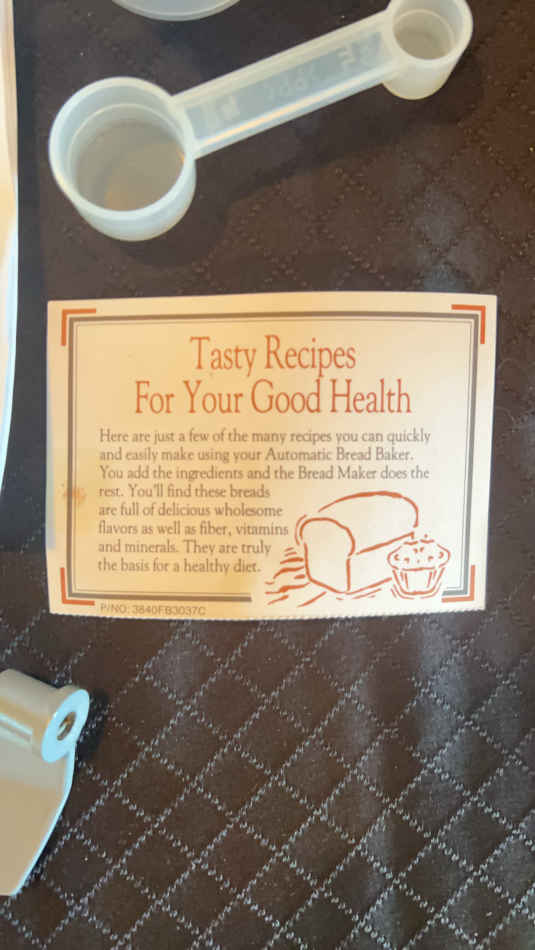 Tasty Recipes
For Your Good Health
Here are just a few of the many recipes you can quickly
and easily make using your Automatic Bread Baker.
You add the ingredients and the Bread Maker does the
rest. You'll find these breads
are full of delicious wholesome
flavors as well as fiber, vitamins
and minerals. They are truly
the basis for a healthy diet.
P/NO: 3840FB3037C